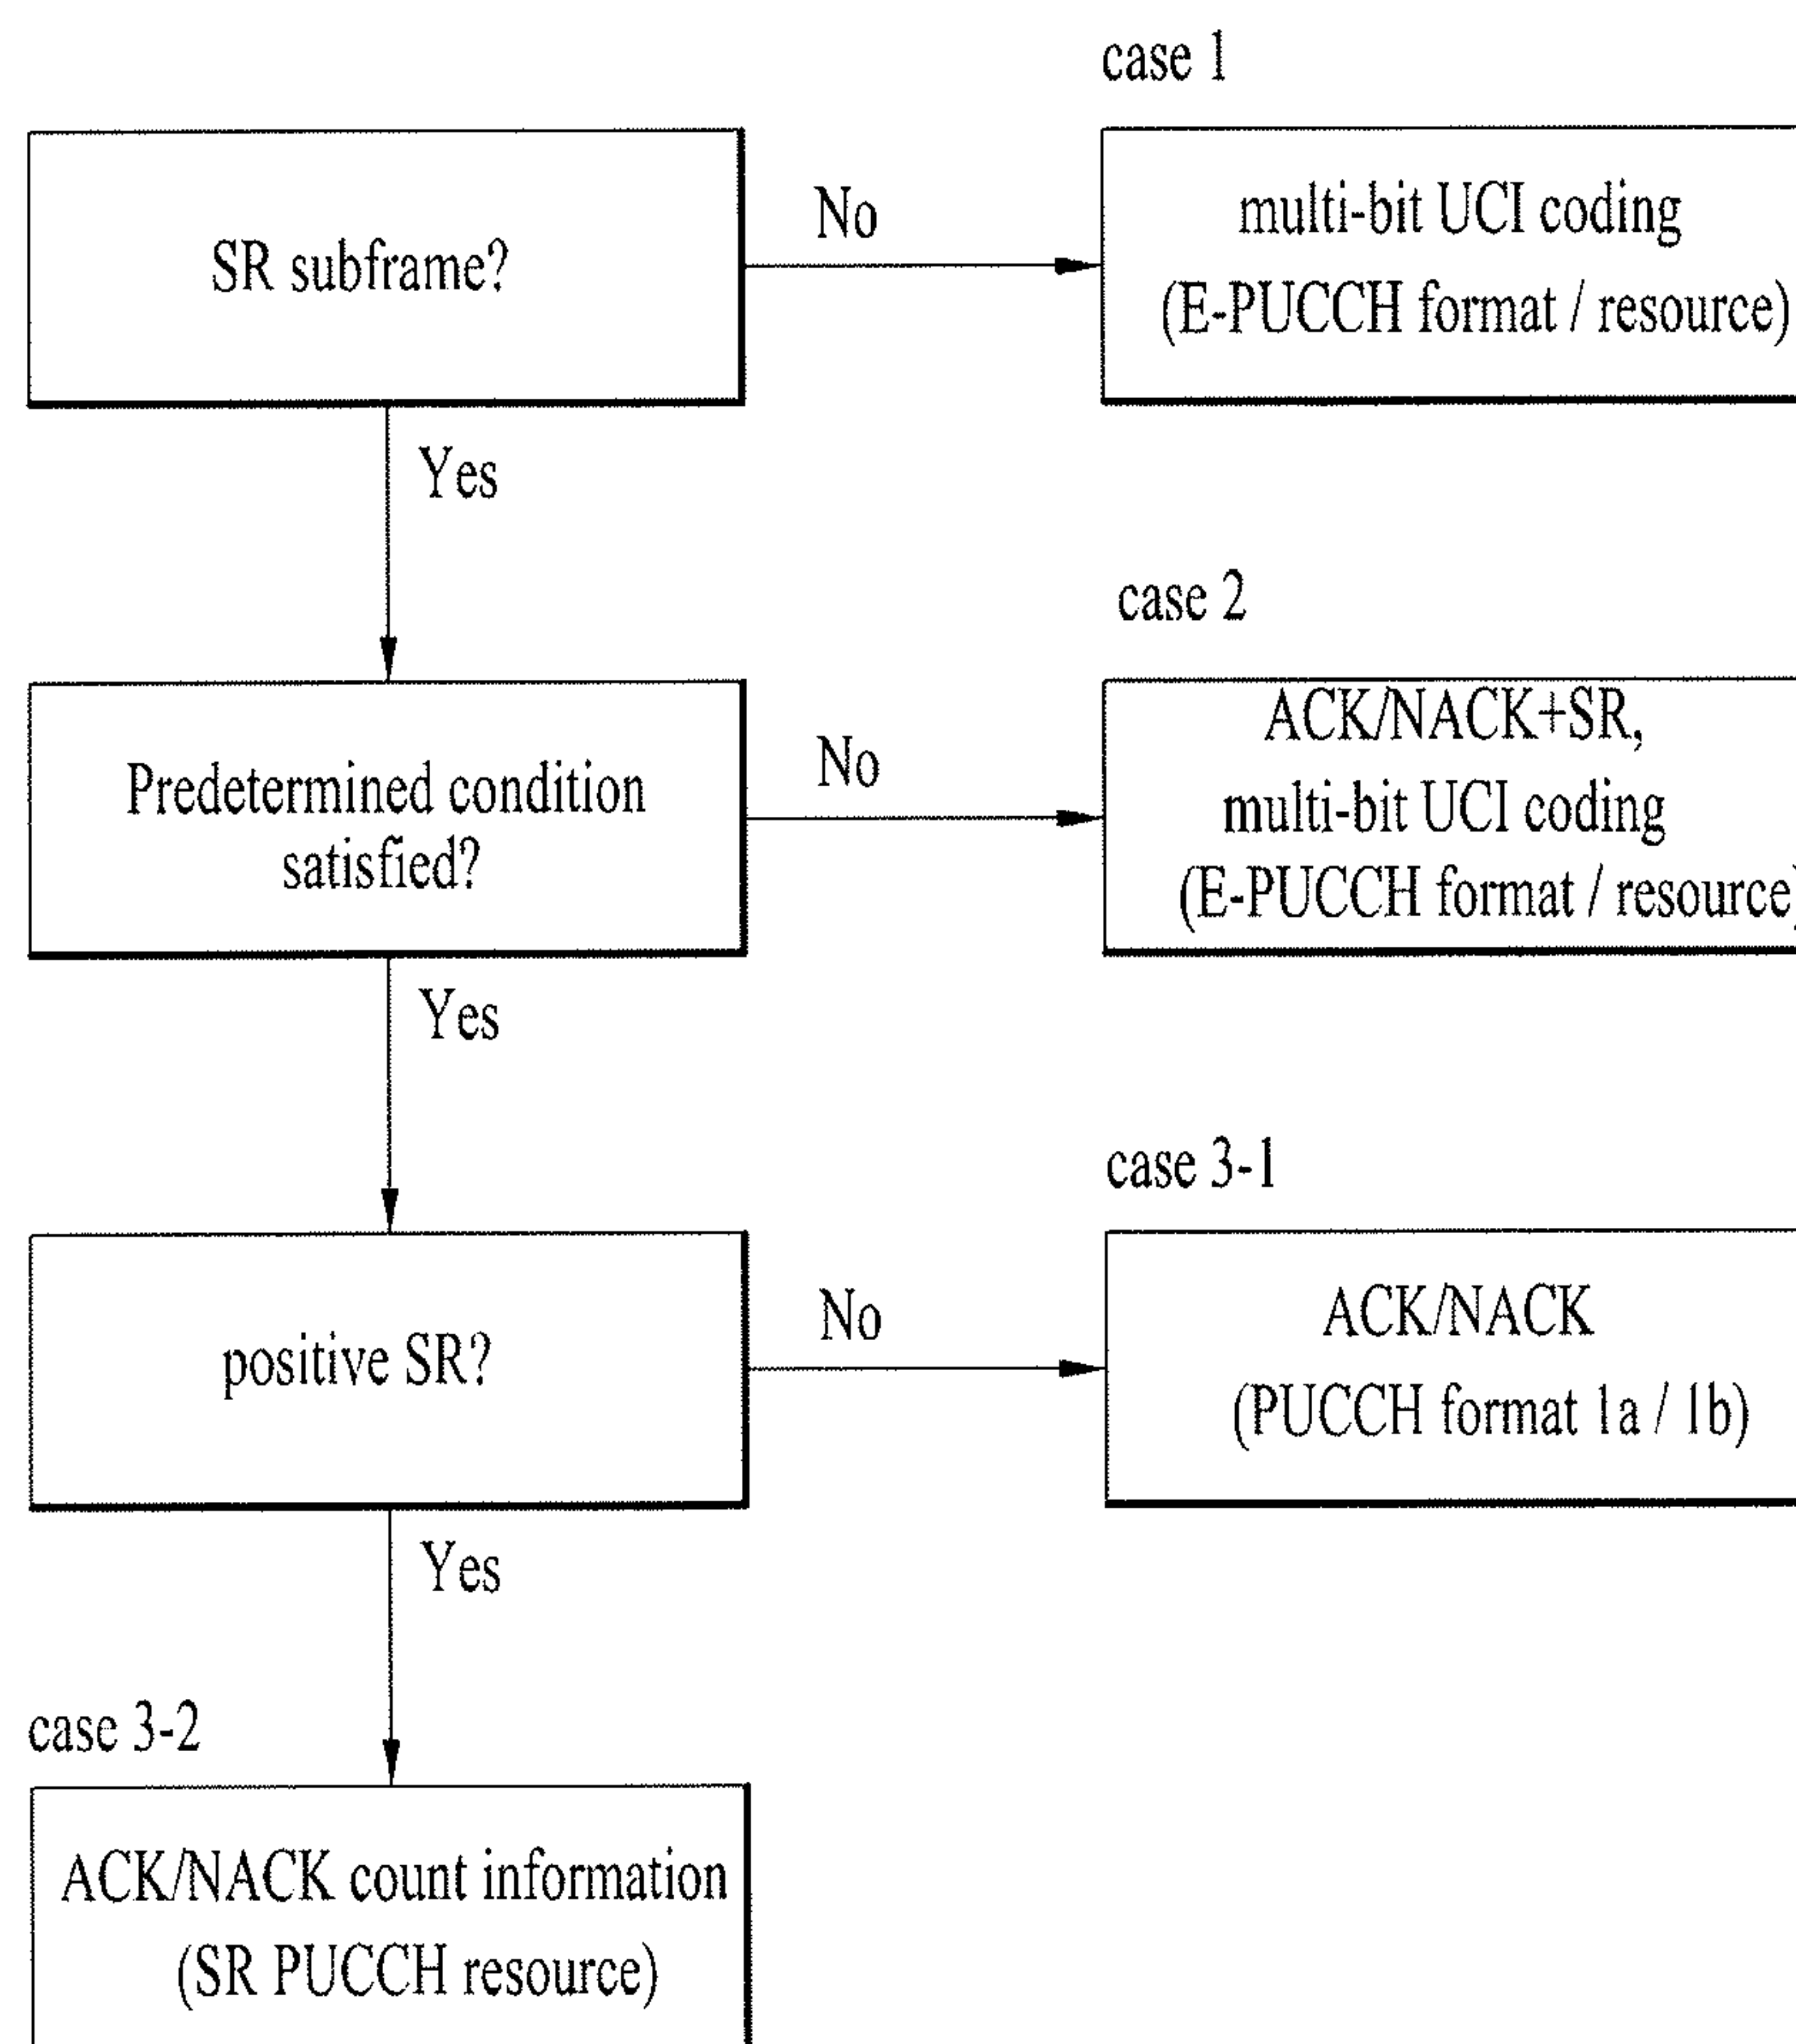 case 1
SR subframe?
No
multi-bit UCI coding
(E-PUCCH format / resource)
Yes
case 2
Predetermined condition
satisfied?
No
ACK/NACK+SR,
multi-bit UCI coding
(E-PUCCH format / resource)
Yes
case 3-1
positive SR?
No
ACK/NACK
(PUCCH format 1a / 1b)
Yes
case 3-2
ACK/NACK count information
(SR PUCCH resource)